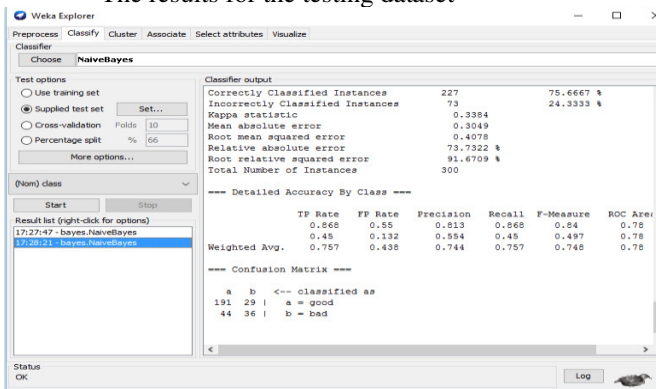 The results for the testing dataset
Weka Explorer
Preprocess Classify Cluster Associate Select attributes Visualize
Classifier
Choose NaiveBayes
Test options
Use training set
Supplied test set Set...
Cross-validation Folds 10
Percentage split % 66
More options...
(Nom) class
Start Stop
Result list (right-click for options)
17:27:47 - bayes.NaiveBayes
17:28:21 - bayes.NaiveBayes
Classifier output
Correctly Classified Instances 227 75.6667 %
Incorrectly Classified Instances 73 24.3333 %
Kappa statistic 0.3384
Mean absolute error 0.3049
Root mean squared error 0.4078
Relative absolute error 73.7322 %
Root relative squared error 91.6709 %
Total Number of Instances 300
=== Detailed Accuracy By Class ===
TP Rate FP Rate Precision Recall F-Measure ROC Area
0.868 0.55 0.813 0.868 0.84 0.78
0.45 0.132 0.554 0.45 0.497 0.78
Weighted Avg. 0.757 0.438 0.744 0.757 0.748 0.78
=== Confusion Matrix ===
a b <-- classified as
191 29 | a = good
44 36 | b = bad
Status
OK
Log